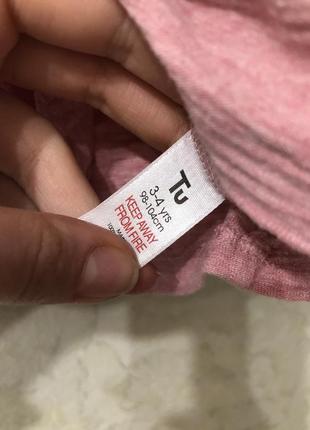 Tu
3-4 yrs
98-104cm
KEEP AWAY
FROM FIRE